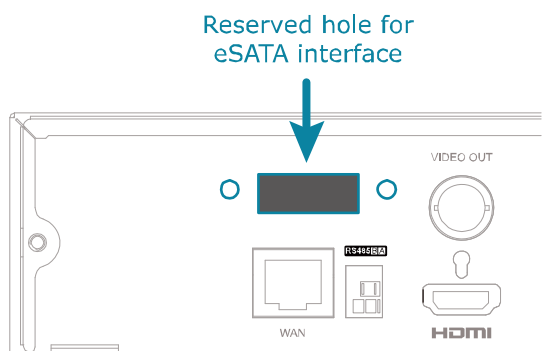 Reserved hole for
eSATA interface
VIDEO OUT
RS485 B A
WAN
HDMI